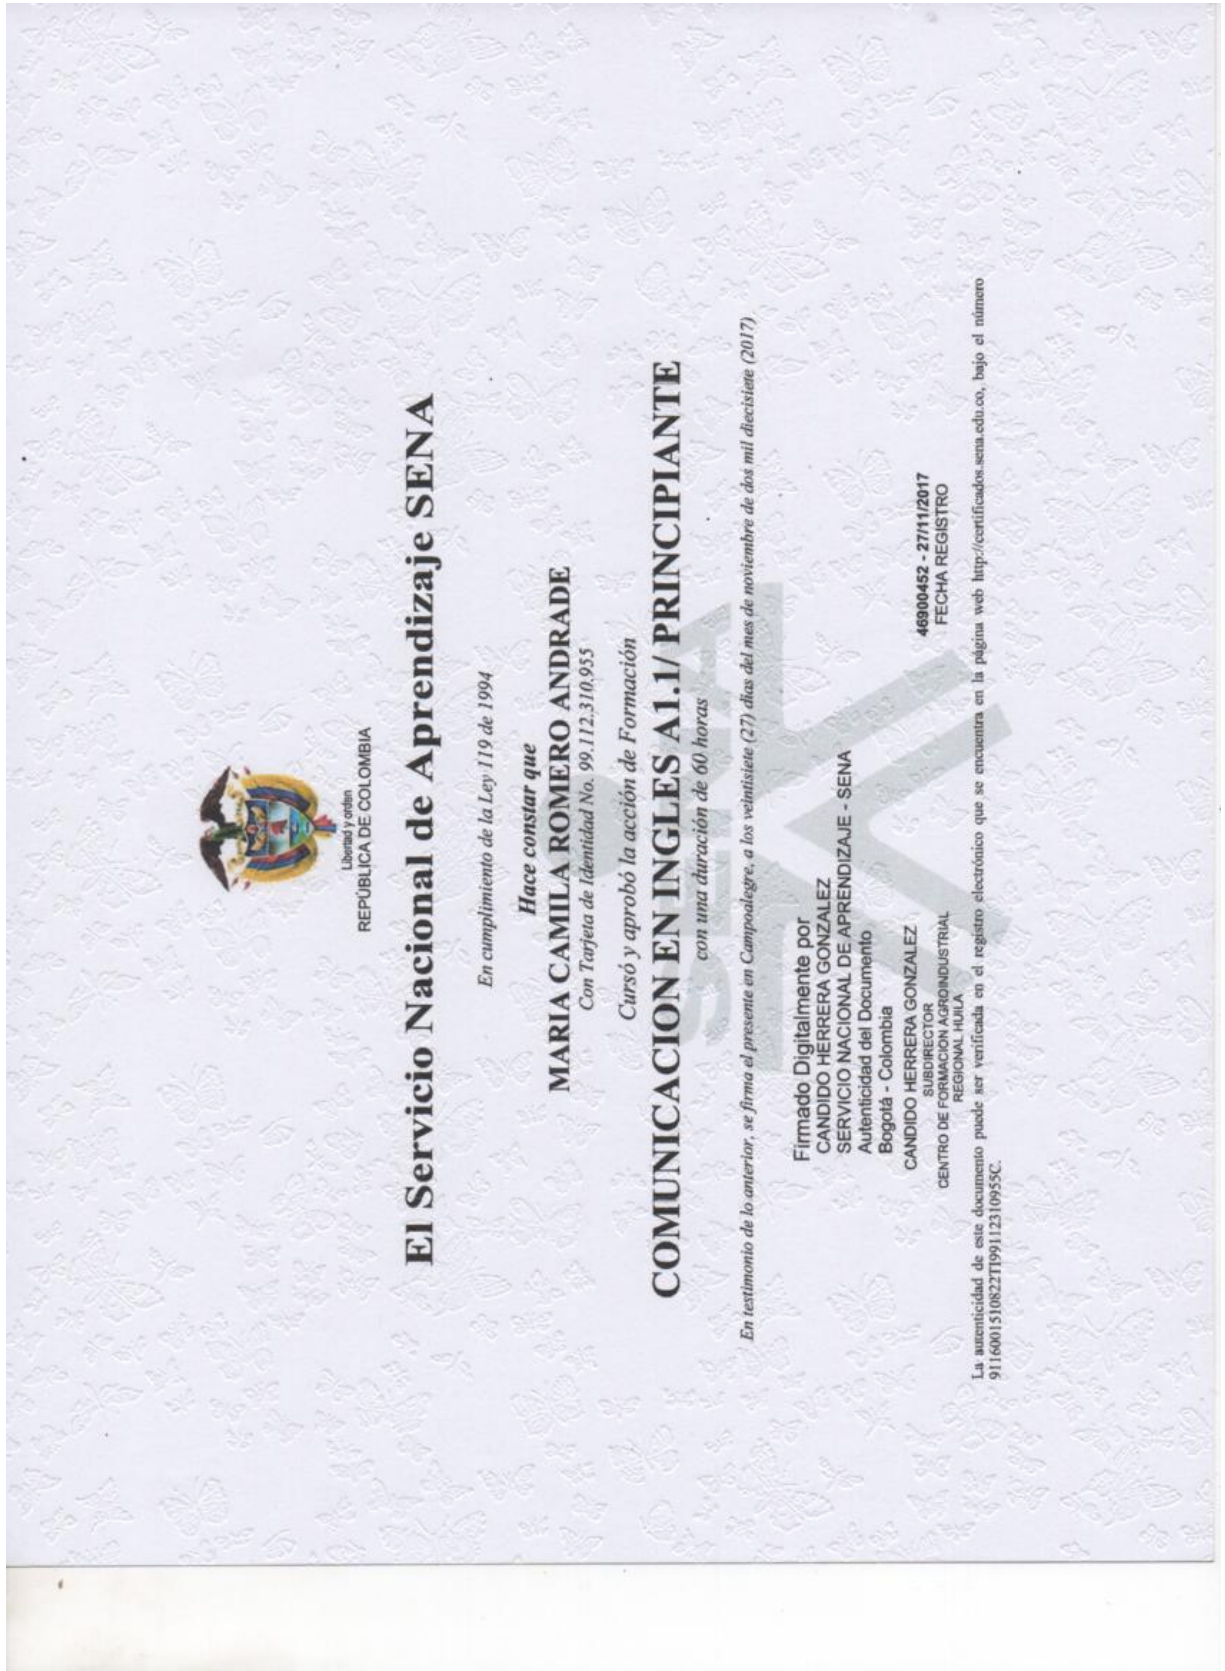 Libertad y orden
REPÚBLICA DE COLOMBIA
El Servicio Nacional de Aprendizaje SENA
En cumplimiento de la Ley 119 de 1994
Hace constar que
MARIA CAMILA ROMERO ANDRADE
Con Tarjeta de Identidad No. 99.112.310.955
Cursó y aprobó la acción de Formación
COMUNICACION EN INGLES A1.1/ PRINCIPIANTE
con una duración de 60 horas
En testimonio de lo anterior, se firma el presente en Campoalegre, a los veintisiete (27) días del mes de noviembre de dos mil diecisiete (2017)
SENA
Firmado Digitalmente por
CANDIDO HERRERA GONZALEZ
SERVICIO NACIONAL DE APRENDIZAJE - SENA
Autenticidad del Documento
Bogotá - Colombia
CANDIDO HERRERA GONZALEZ
SUBDIRECTOR
CENTRO DE FORMACION AGROINDUSTRIAL
REGIONAL HUILA
46900452 - 27/11/2017
FECHA REGISTRO
La autenticidad de este documento puede ser verificada en el registro electrónico que se encuentra en la página web http://certificados.sena.edu.co, bajo el número
9116001510822TI99112310955C.